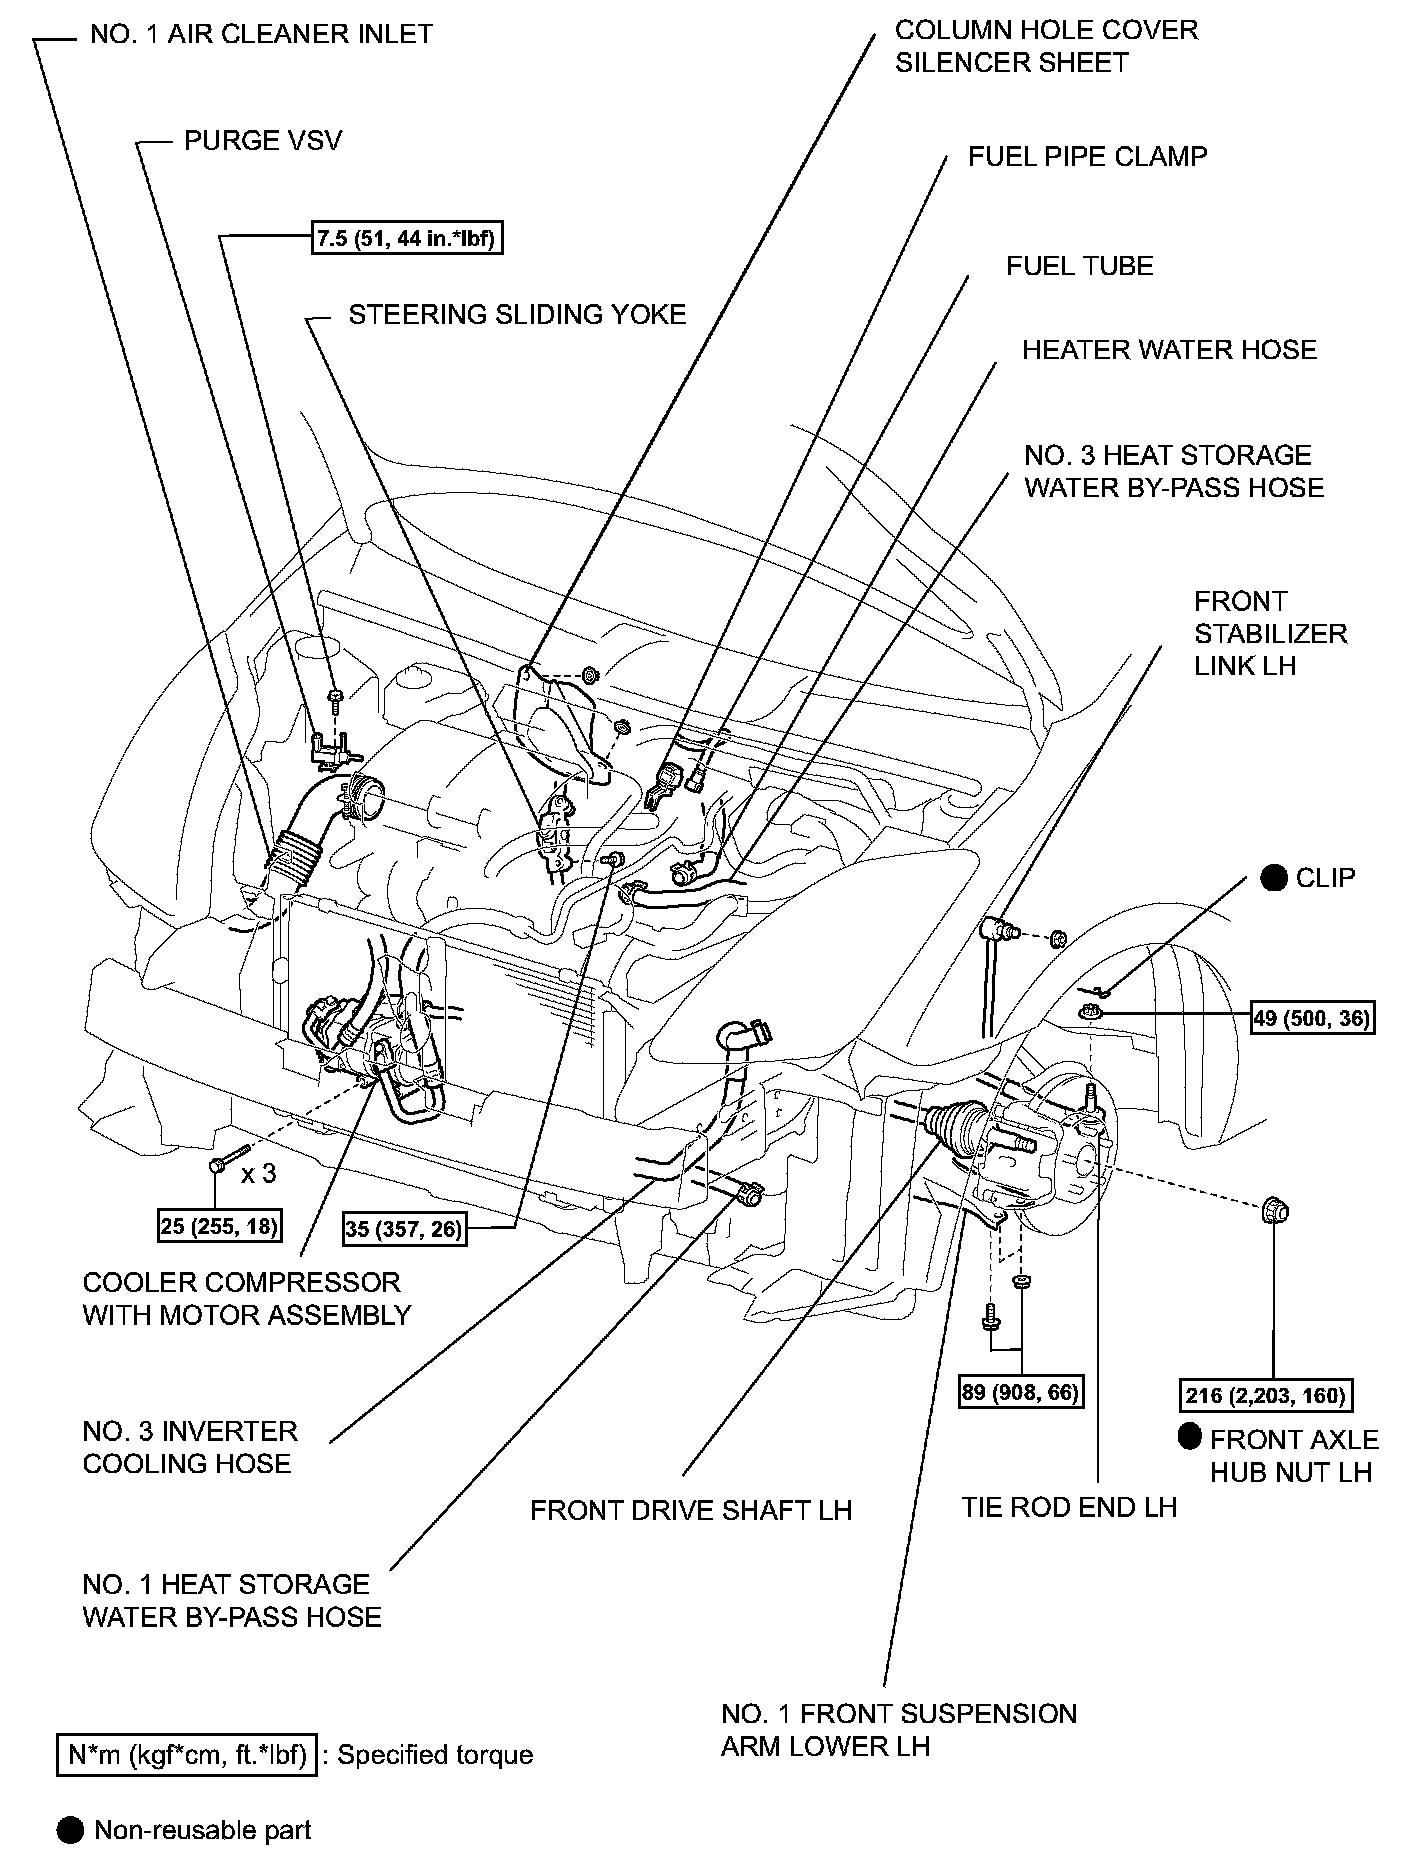 NO. 1 AIR CLEANER INLET
COLUMN HOLE COVER
SILENCER SHEET
PURGE VSV
FUEL PIPE CLAMP
7.5 (51, 44 in.*lbf)
FUEL TUBE
STEERING SLIDING YOKE
HEATER WATER HOSE
NO. 3 HEAT STORAGE
WATER BY-PASS HOSE
FRONT
STABILIZER
LINK LH
CLIP
49 (500, 36)
x 3
25 (255, 18)
35 (357, 26)
COOLER COMPRESSOR
WITH MOTOR ASSEMBLY
89 (908, 66)
216 (2,203, 160)
FRONT AXLE
HUB NUT LH
NO. 3 INVERTER
COOLING HOSE
FRONT DRIVE SHAFT LH
TIE ROD END LH
NO. 1 HEAT STORAGE
WATER BY-PASS HOSE
NO. 1 FRONT SUSPENSION
ARM LOWER LH
N*m (kgf*cm, ft.*lbf) : Specified torque
Non-reusable part